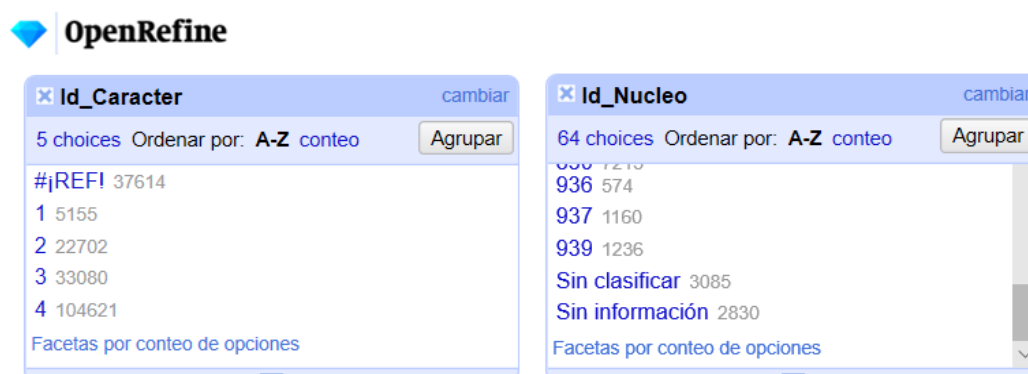 OpenRefine
Id_Caracter cambiar
5 choices Ordenar por: A-Z conteo Agrupar
#¡REF! 37614
1 5155
2 22702
3 33080
4 104621
Facetas por conteo de opciones
Id_Nucleo cambiar
64 choices Ordenar por: A-Z conteo Agrupar
936 574
937 1160
939 1236
Sin clasificar 3085
Sin información 2830
Facetas por conteo de opciones